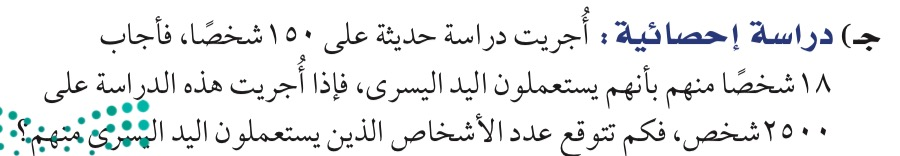 جـ) دراسة إحصائية : أُجريت دراسة حديثة على ١٥٠ شخصًا، فأجاب
١٨ شخصًا منهم بأنهم يستعملون اليد اليسرى، فإذا أُجريت هذه الدراسة على
٢٥٠٠ شخص، فكم تتوقع عدد الأشخاص الذين يستعملون اليد اليسرى منهم؟